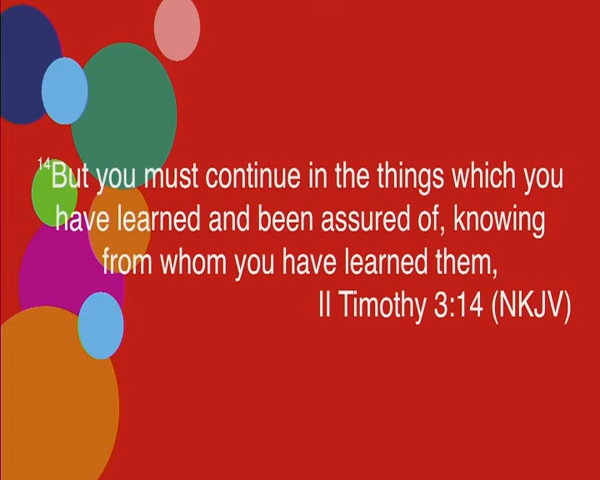 14But you must continue in the things which you
have learned and been assured of, knowing
from whom you have learned them,
II Timothy 3:14 (NKJV)